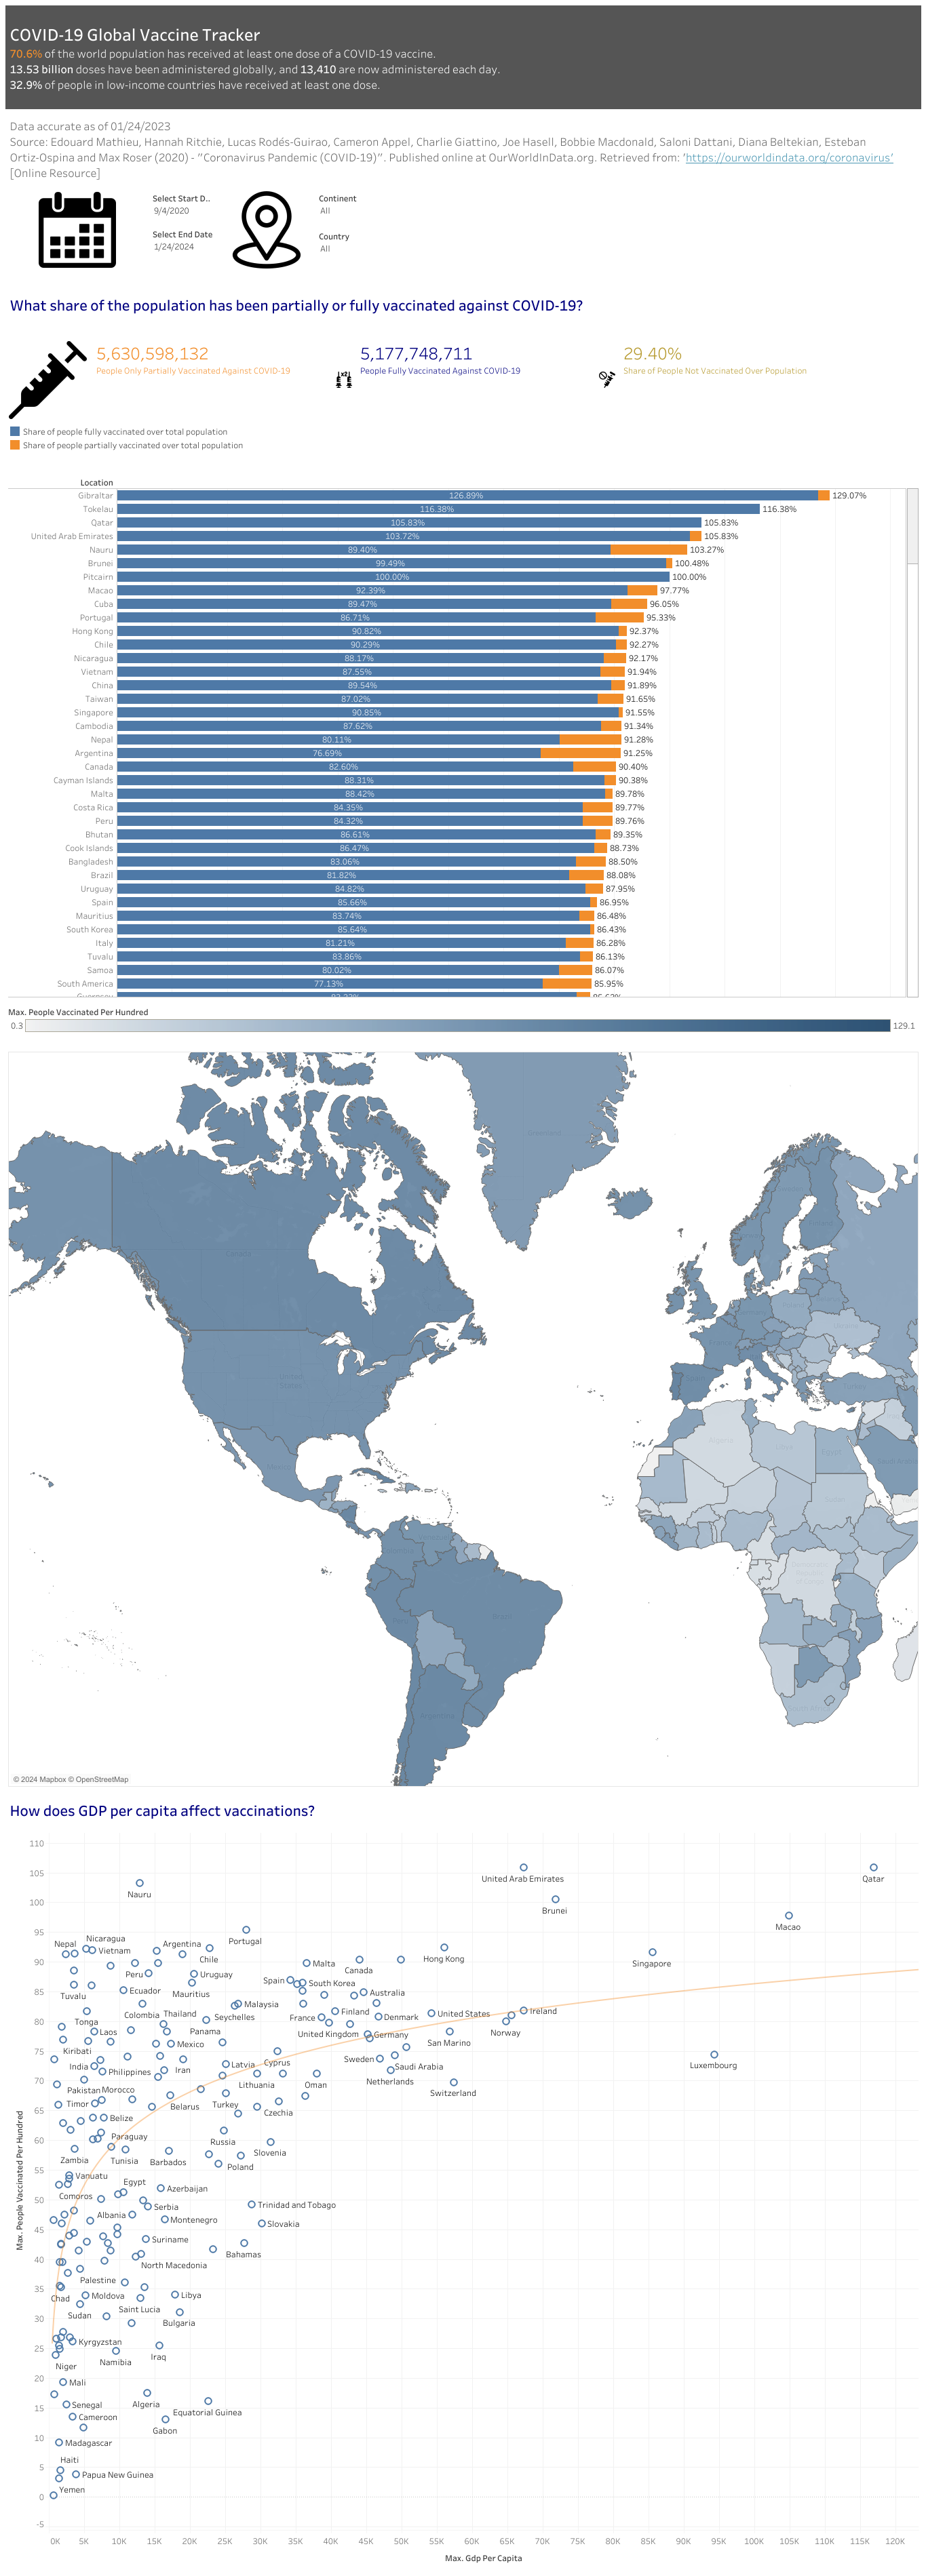 COVID-19 Global Vaccine Tracker
70.6% of the world population has received at least one dose of a COVID-19 vaccine.
13.53 billion doses have been administered globally, and 13,410 are now administered each day.
32.9% of people in low-income countries have received at least one dose.
Data accurate as of 01/24/2023
Source: Edouard Mathieu, Hannah Ritchie, Lucas Rodés-Guirao, Cameron Appel, Charlie Giattino, Joe Hasell, Bobbie Macdonald, Saloni Dattani, Diana Beltekian, Esteban
Ortiz-Ospina and Max Roser (2020) - "Coronavirus Pandemic (COVID-19)". Published online at OurWorldInData.org. Retrieved from: 'https://ourworldindata.org/coronavirus'
[Online Resource]
Select Start D..
9/4/2020
Select End Date
1/24/2024
Continent
All
Country
All
What share of the population has been partially or fully vaccinated against COVID-19?
5,630,598,132
People Only Partially Vaccinated Against COVID-19
x2
5,177,748,711
People Fully Vaccinated Against COVID-19
29.40%
Share of People Not Vaccinated Over Population
Share of people fully vaccinated over total population
Share of people partially vaccinated over total population
Location
Gibraltar 126.89% 129.07%
Tokelau 116.38% 116.38%
Qatar 105.83% 105.83%
United Arab Emirates 103.72% 105.83%
Nauru 89.40% 103.27%
Brunei 99.49% 100.48%
Pitcairn 100.00% 100.00%
Macao 92.39% 97.77%
Cuba 89.47% 96.05%
Portugal 86.71% 95.33%
Hong Kong 90.82% 92.37%
Chile 90.29% 92.27%
Nicaragua 88.17% 92.17%
Vietnam 87.55% 91.94%
China 89.54% 91.89%
Taiwan 87.02% 91.65%
Singapore 90.85% 91.55%
Cambodia 87.62% 91.34%
Nepal 80.11% 91.28%
Argentina 76.69% 91.25%
Canada 82.60% 90.40%
Cayman Islands 88.31% 90.38%
Malta 88.42% 89.78%
Costa Rica 84.35% 89.77%
Peru 84.32% 89.76%
Bhutan 86.61% 89.35%
Cook Islands 86.47% 88.73%
Bangladesh 83.06% 88.50%
Brazil 81.82% 88.08%
Uruguay 84.82% 87.95%
Spain 85.66% 86.95%
Mauritius 83.74% 86.48%
South Korea 85.64% 86.43%
Italy 81.21% 86.28%
Tuvalu 83.86% 86.13%
Samoa 80.02% 86.07%
South America 77.13% 85.95%
Max. People Vaccinated Per Hundred
0.3 129.1
© 2024 Mapbox © OpenStreetMap
How does GDP per capita affect vaccinations?
Max. People Vaccinated Per Hundred
110
105
100
95
90
85
80
75
70
65
60
55
50
45
40
35
30
25
20
15
10
5
0
-5
United Arab Emirates
Qatar
Nauru
Brunei
Macao
Portugal
Nicaragua
Nepal
Vietnam
Argentina
Chile
Hong Kong
Singapore
Malta
Canada
Peru
Uruguay
Spain
South Korea
Tuvalu
Ecuador
Mauritius
Australia
Malaysia
Colombia
Thailand
Seychelles
France
Finland
Denmark
United States
Ireland
Tonga
Laos
Panama
United Kingdom
Germany
San Marino
Norway
Kiribati
Mexico
India
Philippines
Iran
Latvia
Cyprus
Sweden
Saudi Arabia
Luxembourg
Pakistan
Morocco
Lithuania
Oman
Netherlands
Switzerland
Timor
Belize
Belarus
Turkey
Czechia
Paraguay
Russia
Zambia
Tunisia
Barbados
Poland
Slovenia
Vanuatu
Comoros
Egypt
Azerbaijan
Albania
Serbia
Montenegro
Trinidad and Tobago
Slovakia
Suriname
North Macedonia
Bahamas
Palestine
Chad
Moldova
Saint Lucia
Libya
Sudan
Bulgaria
Kyrgyzstan
Niger
Namibia
Iraq
Mali
Senegal
Algeria
Equatorial Guinea
Cameroon
Gabon
Madagascar
Haiti
Papua New Guinea
Yemen
0K 5K 10K 15K 20K 25K 30K 35K 40K 45K 50K 55K 60K 65K 70K 75K 80K 85K 90K 95K 100K 105K 110K 115K 120K
Max. Gdp Per Capita